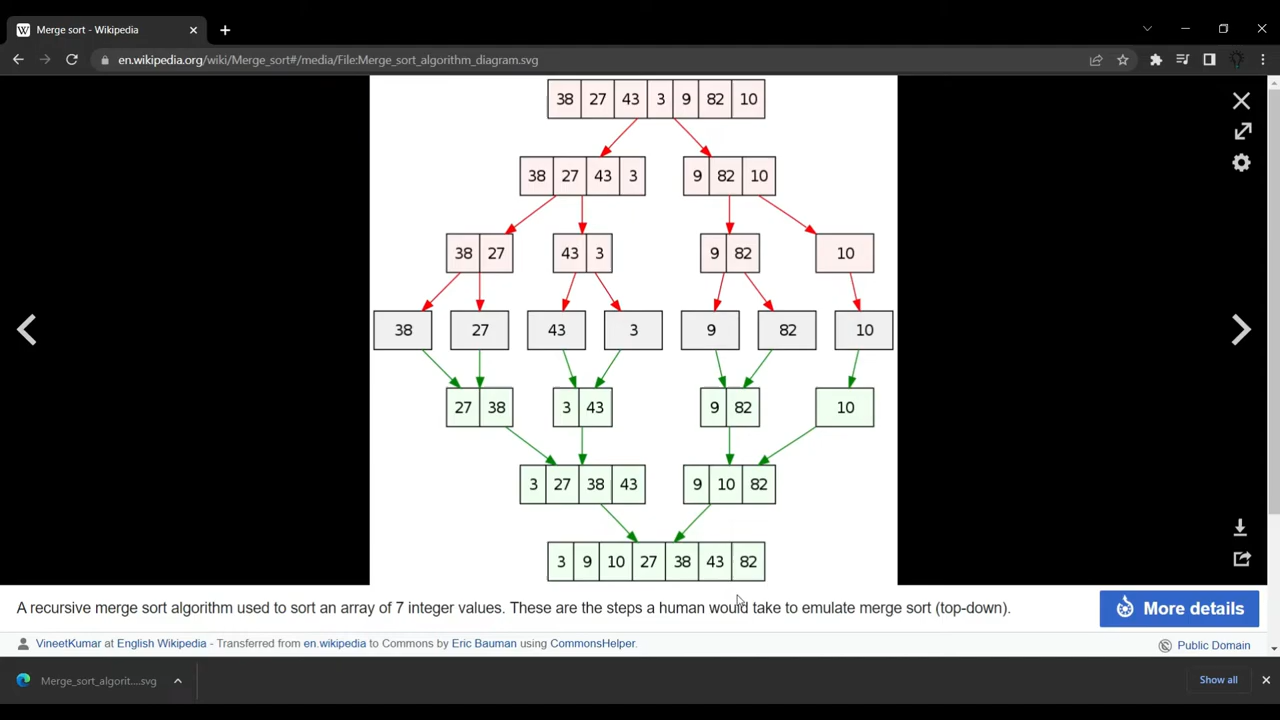 Merge sort - Wikipedia
en.wikipedia.org/wiki/Merge_sort#/media/File:Merge_sort_algorithm_diagram.svg
38 27 43 3 9 82 10
38 27 43 3 9 82 10
38 27 43 3 9 82 10
38 27 43 3 9 82 10
27 38 3 43 9 82 10
3 27 38 43 9 10 82
3 9 10 27 38 43 82
A recursive merge sort algorithm used to sort an array of 7 integer values. These are the steps a human would take to emulate merge sort (top-down).
More details
VineetKumar at English Wikipedia - Transferred from en.wikipedia to Commons by Eric Bauman using CommonsHelper.
Public Domain
Merge_sort_algorit....svg
Show all